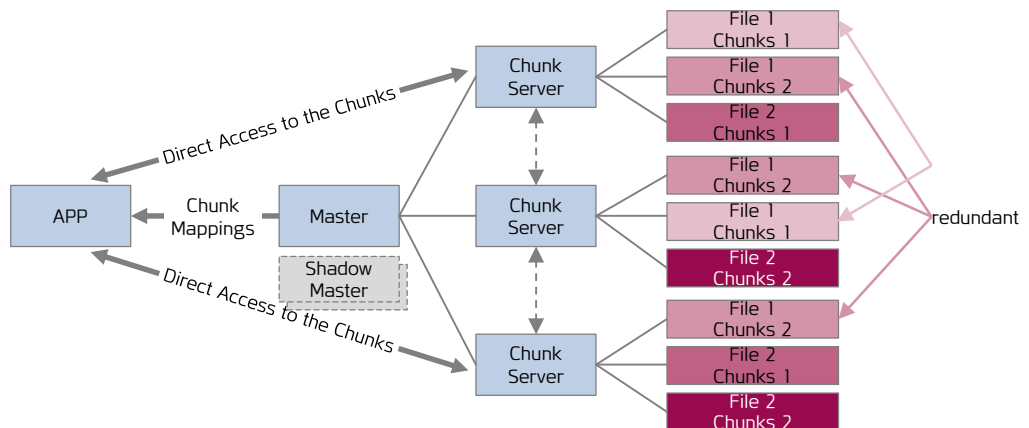 File 1
Chunks 1
File 1
Chunks 2
File 2
Chunks 1
Chunk
Server
Direct Access to the Chunks
File 1
Chunks 2
File 1
Chunks 1
File 2
Chunks 2
APP
Chunk
Mappings
Master
Chunk
Server
redundant
Shadow
Master
Direct Access to the Chunks
Chunk
Server
File 1
Chunks 2
File 2
Chunks 1
File 2
Chunks 2